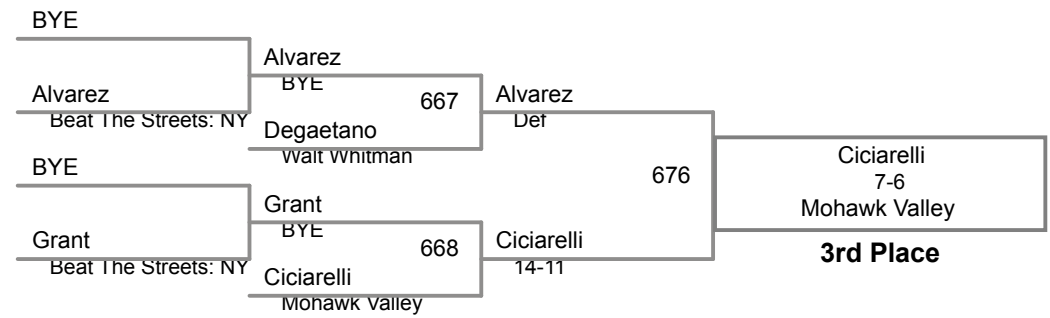 BYE
Alvarez
Beat The Streets: NY
BYE
Grant
Beat The Streets: NY
Alvarez
BYE
667
Degaetano
Walt Whitman
Grant
BYE
668
Ciciarelli
Mohawk Valley
Alvarez
Def
676
Ciciarelli
14-11
Ciciarelli
7-6
Mohawk Valley
3rd Place